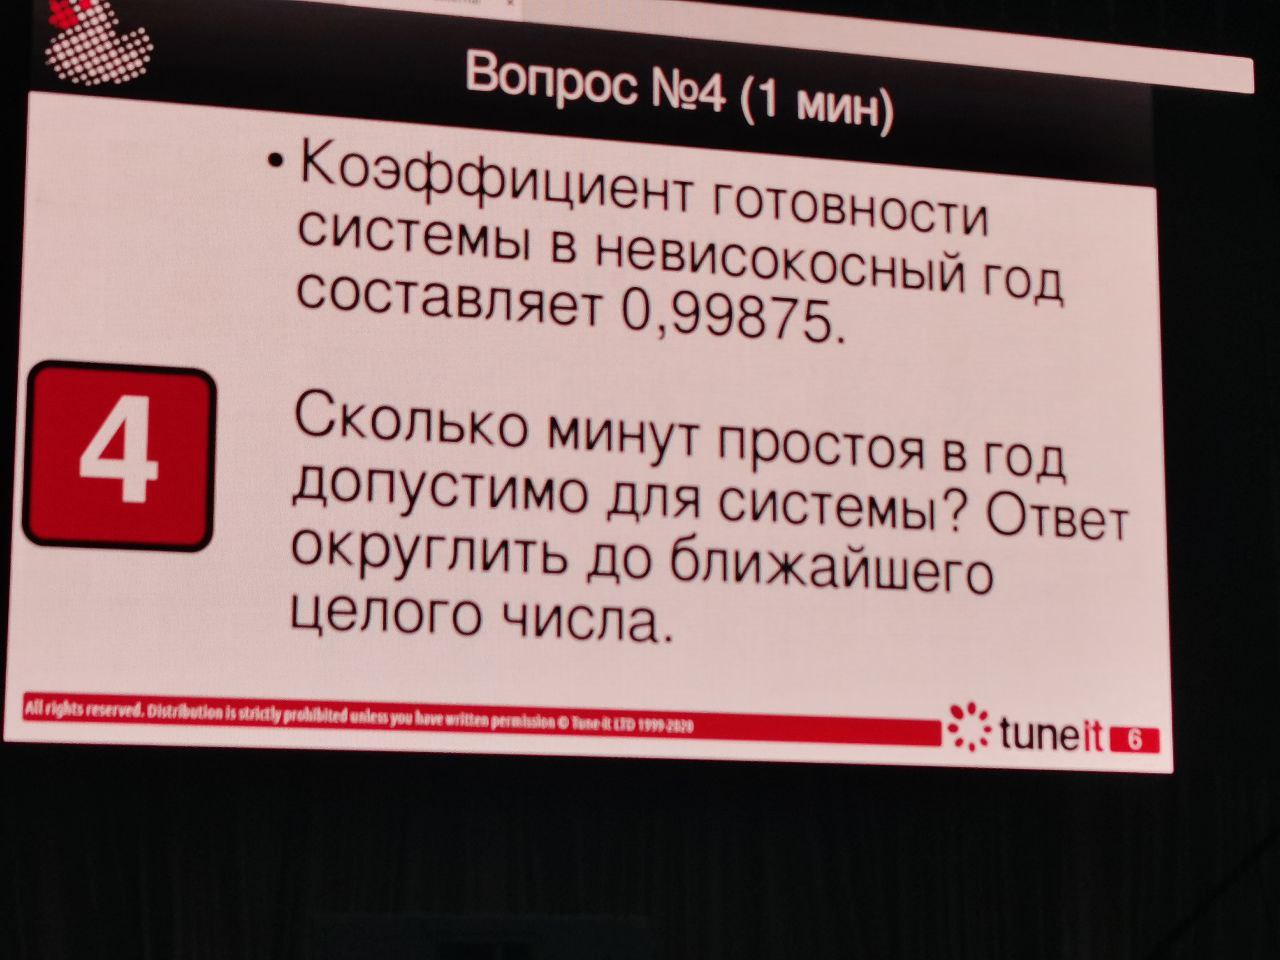 Вопрос №4 (1 мин)
• Коэффициент готовности
системы в невисокосный год
составляет 0,99875.
4
Сколько минут простоя в год
допустимо для системы? Ответ
округлить до ближайшего
целого числа.
All rights reserved. Distribution is strictly prohibited unless you have written permission © Tune-it LTD 1999-2020
tuneit 6